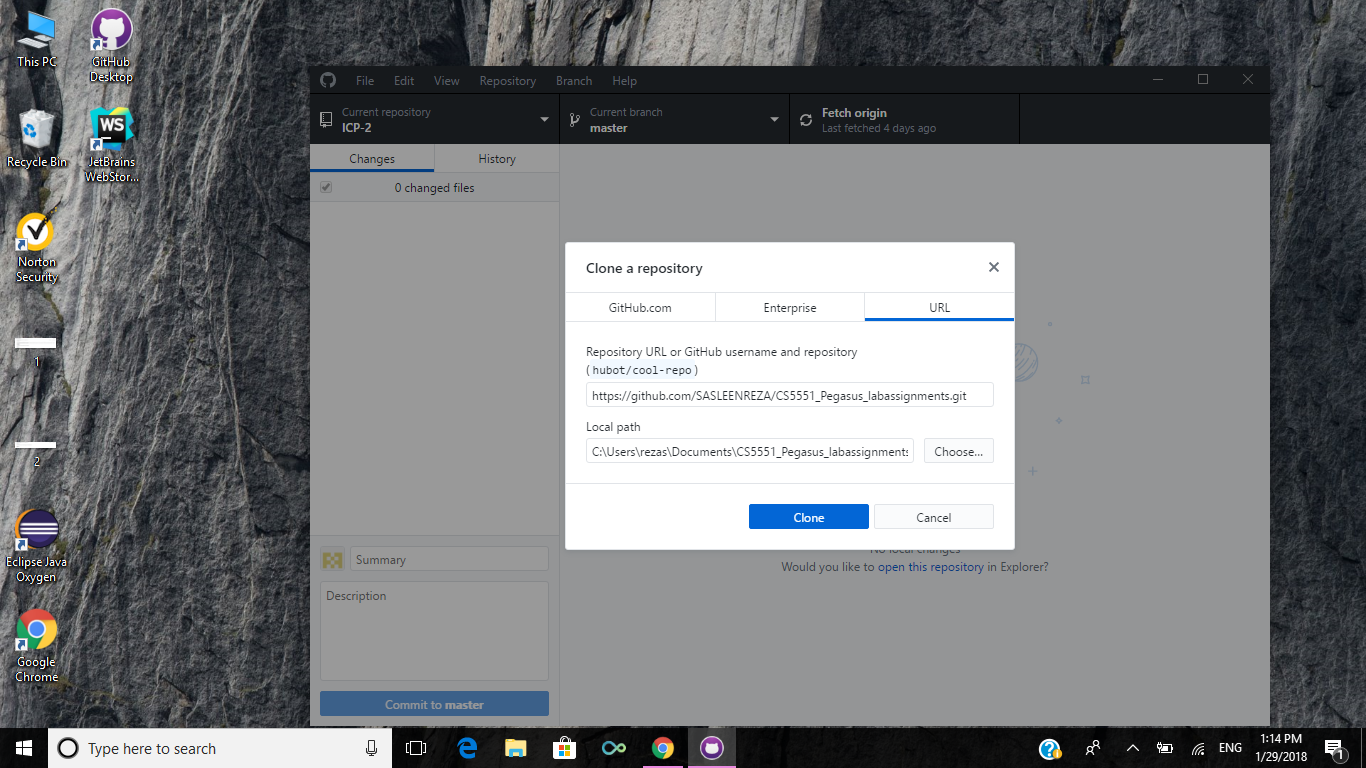 This PC
GitHub
Desktop
Recycle Bin
WS
JetBrains
WebStor...
Norton
Security
1
2
Eclipse Java
Oxygen
Google
Chrome
File Edit View Repository Branch Help
Current repository
ICP-2
Current branch
master
Fetch origin
Last fetched 4 days ago
Changes History
0 changed files
Clone a repository
GitHub.com Enterprise URL
Repository URL or GitHub username and repository
(hubot/cool-repo)
https://github.com/SASLEENREZA/CS5551_Pegasus_labassignments.git
Local path
C:\Users\rezas\Documents\CS5551_Pegasus_labassignments
Choose...
Clone Cancel
No local changes
Would you like to open this repository in Explorer?
Summary
Description
Commit to master
Type here to search
ENG
1:14 PM
1/29/2018
1